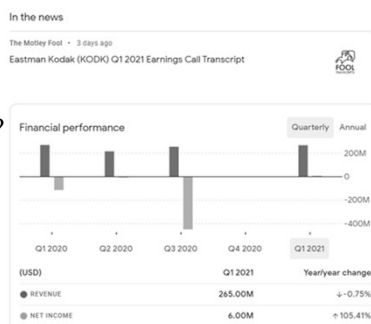 In the news
The Motley Fool • 3 days ago
Eastman Kodak (KODK) Q1 2021 Earnings Call Transcript
FOOL
TRANSCRIPTS
Financial performance
Quarterly Annual
200M
0
-200M
-400M
Q1 2020 Q2 2020 Q3 2020 Q4 2020 Q1 2021
(USD) Q1 2021 Year/year change
REVENUE 265.00M ↓-0.75%
NET INCOME 6.00M ↑105.41%